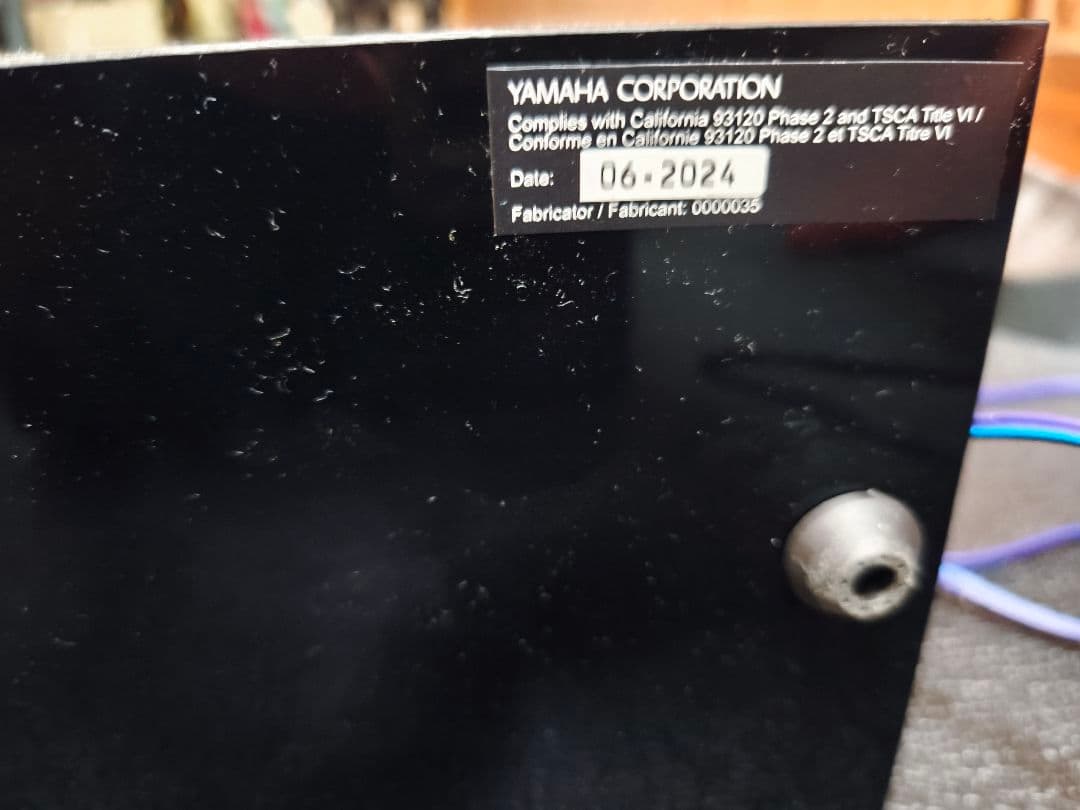 YAMAHA CORPORATION
Complies with California 93120 Phase 2 and TSCA Title VI /
Conforme en Californie 93120 Phase 2 et TSCA Titre VI
Date: 06-2024
Fabricator / Fabricant: 0000035